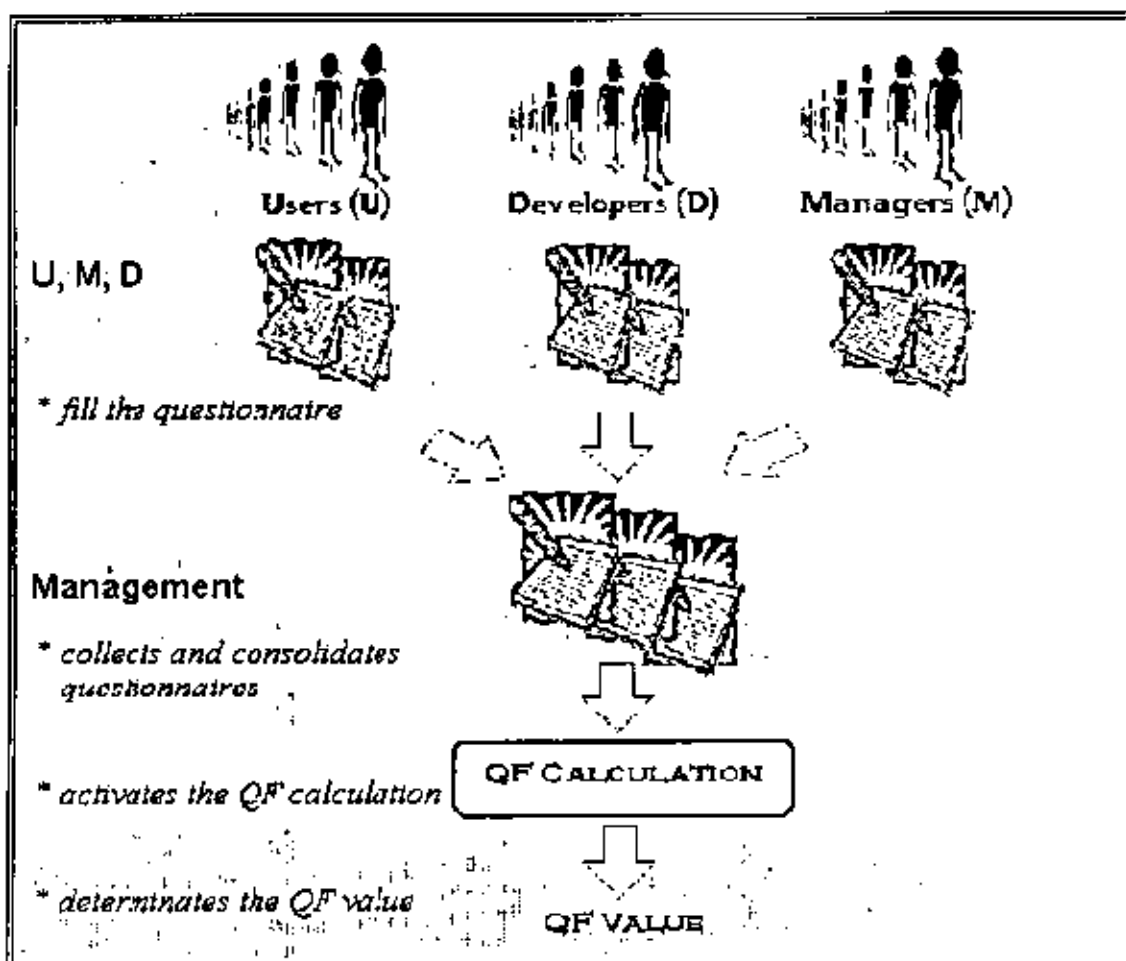 Users (U)
Developers (D)
Managers (M)
U, M, D
* fill the questionnaire
Management
* collects and consolidates
questionnaires
* activates the QF calculation
QF CALCULATION
* determinates the QF value
QF VALUE